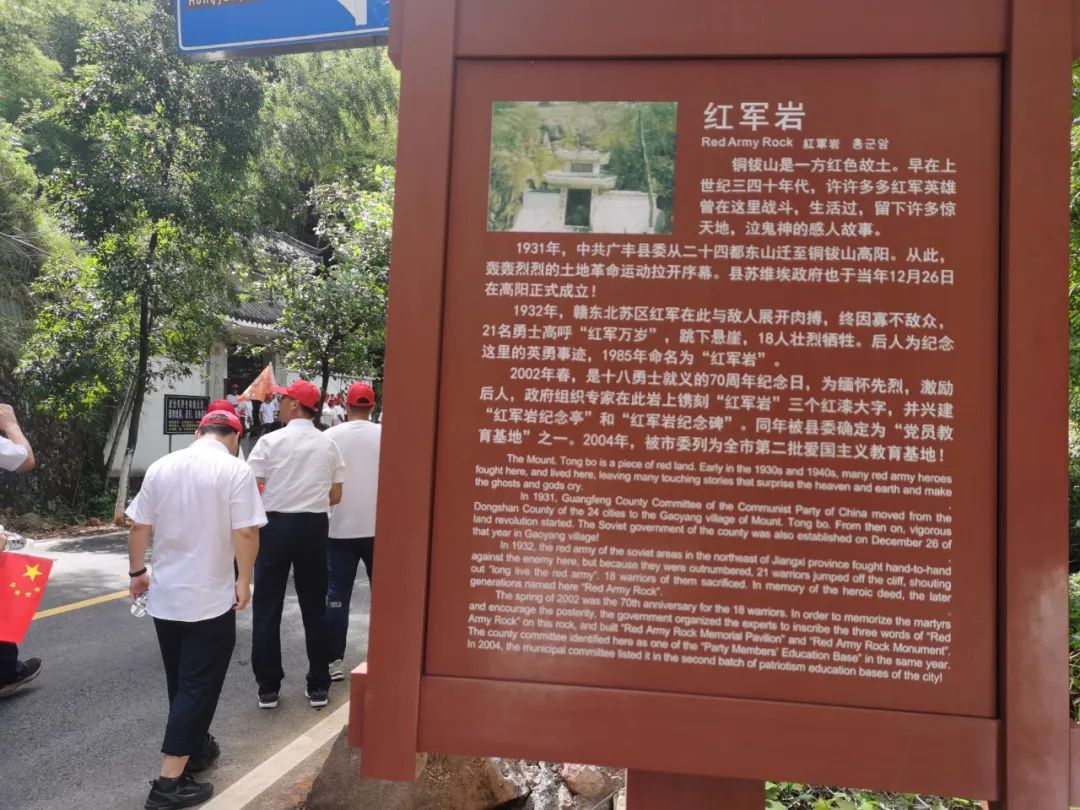 红军岩
Red Army Rock 紅軍岩 홍군암
铜钹山是一方红色故土。早在上
世纪三四十年代，许许多多红军英雄
曾在这里战斗，生活过，留下许多惊
天地，泣鬼神的感人故事。
1931年，中共广丰县委从二十四都东山迁至铜钹山高阳。从此，
轰轰烈烈的土地革命运动拉开序幕。县苏维埃政府也于当年12月26日
在高阳正式成立！
1932年，赣东北苏区红军在此与敌人展开肉搏，终因寡不敌众，
21名勇士高呼“红军万岁”，跳下悬崖，18人壮烈牺牲。后人为纪念
这里的英勇事迹，1985年命名为“红军岩”。
2002年春，是十八勇士就义的70周年纪念日，为缅怀先烈，激励
后人，政府组织专家在此岩上镌刻“红军岩”三个红漆大字，并兴建
“红军岩纪念亭”和“红军岩纪念碑”。同年被县委确定为“党员教
育基地”之一。2004年，被市委列为全市第二批爱国主义教育基地！
The Mount. Tong bo is a piece of red land. Early in the 1930s and 1940s, many red army heroes
fought here, and lived here, leaving many touching stories that surprise the heaven and earth and make
the ghosts and gods cry.
In 1931, Guangfeng County Committee of the Communist Party of China moved from the
Dongshan County of the 24 cities to the Gaoyang village of Mount. Tong bo. From then on, vigorous
land revolution started. The Soviet government of the county was also established on December 26 of
that year in Gaoyang village!
In 1932, the red army of the soviet areas in the northeast of Jiangxi province fought hand-to-hand
against the enemy here, but because they were outnumbered, 21 warriors jumped off the cliff, shouting
out "long live the red army". 18 warriors of them sacrificed. In memory of the heroic deed, the later
generations named here "Red Army Rock".
The spring of 2002 was the 70th anniversary for the 18 warriors. In order to memorize the martyrs
and encourage the posterity, the government organized the experts to inscribe the three words of "Red
Army Rock" on this rock, and built "Red Army Rock Memorial Pavilion" and "Red Army Rock Monument".
The county committee identified here as one of the "Party Members' Education Base" in the same year.
In 2004, the municipal committee listed it in the second batch of patriotism education bases of the city!